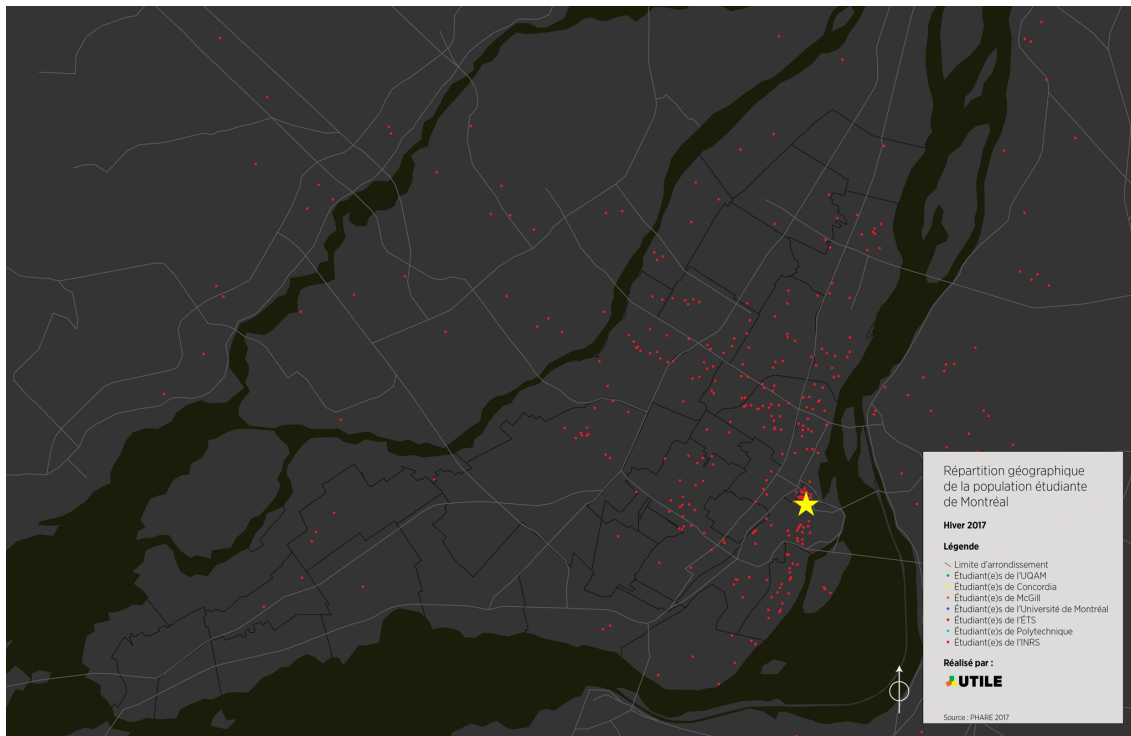 Répartition géographique
de la population étudiante
de Montréal
Hiver 2017
Légende
Limite d'arrondissement
Étudiant(e)s de l'UQAM
Étudiant(e)s de Concordia
Étudiant(e)s de McGill
Étudiant(e)s de l'Université de Montréal
Étudiant(e)s de l'ÉTS
Étudiant(e)s de Polytechnique
Étudiant(e)s de l'INRS
Réalisé par :
UTILE
Source : PHARE 2017